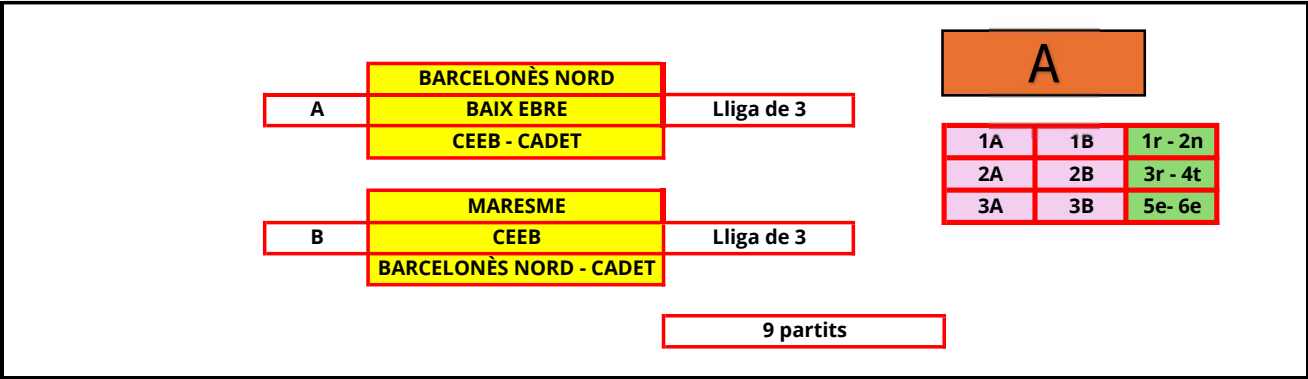 A
BARCELONÈS NORD
A BAIX EBRE Lliga de 3
CEEB - CADET
1A 1B 1r - 2n
2A 2B 3r - 4t
3A 3B 5e- 6e
MARESME
B CEEB Lliga de 3
BARCELONÈS NORD - CADET
9 partits